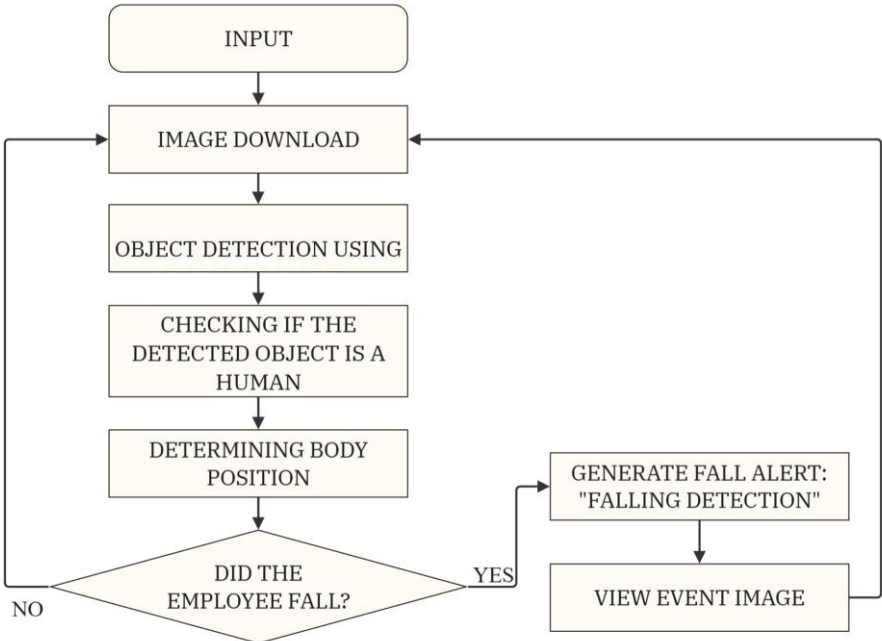 INPUT
IMAGE DOWNLOAD
OBJECT DETECTION USING
CHECKING IF THE
DETECTED OBJECT IS A
HUMAN
DETERMINING BODY
POSITION
DID THE
EMPLOYEE FALL?
NO
YES
GENERATE FALL ALERT:
"FALLING DETECTION"
VIEW EVENT IMAGE